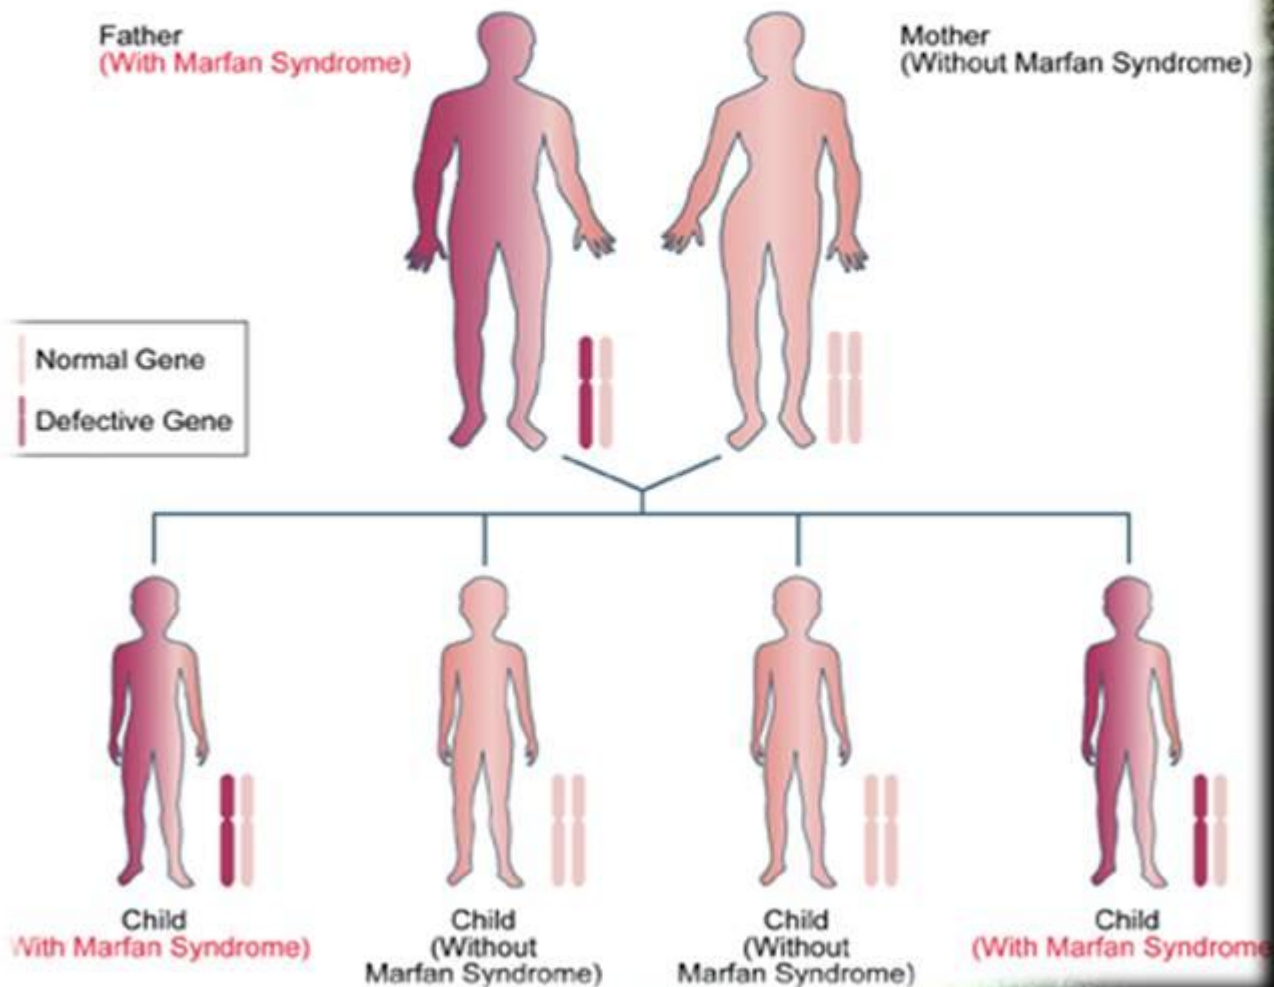 Father
(With Marfan Syndrome)
Mother
(Without Marfan Syndrome)
Normal Gene
Defective Gene
Child
With Marfan Syndrome)
Child
(Without
Marfan Syndrome)
Child
(Without
Marfan Syndrome)
Child
(With Marfan Syndrome